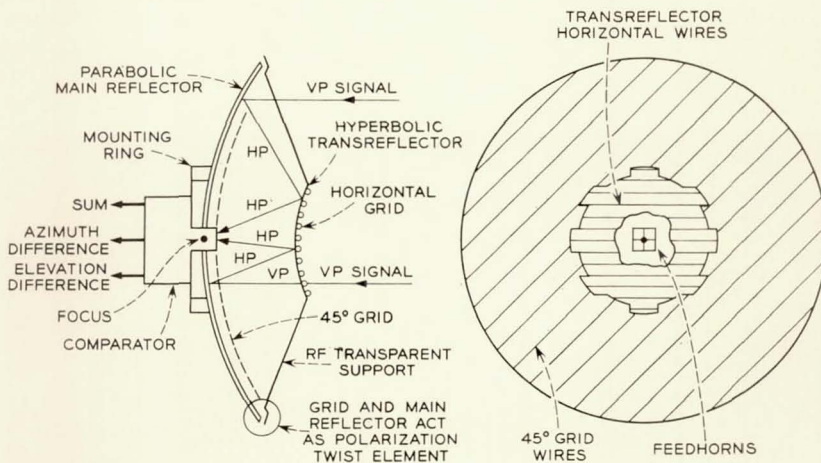 PARABOLIC
MAIN REFLECTOR
VP SIGNAL
MOUNTING
RING
HYPERBOLIC
TRANSREFLECTOR
HP
HORIZONTAL
GRID
HP
SUM
AZIMUTH
DIFFERENCE
HP
HP
ELEVATION
DIFFERENCE
VP
VP SIGNAL
FOCUS
COMPARATOR
45° GRID
RF TRANSPARENT
SUPPORT
GRID AND MAIN
REFLECTOR ACT
AS POLARIZATION
TWIST ELEMENT
TRANSREFLECTOR
HORIZONTAL WIRES
45° GRID
WIRES
FEEDHORNS